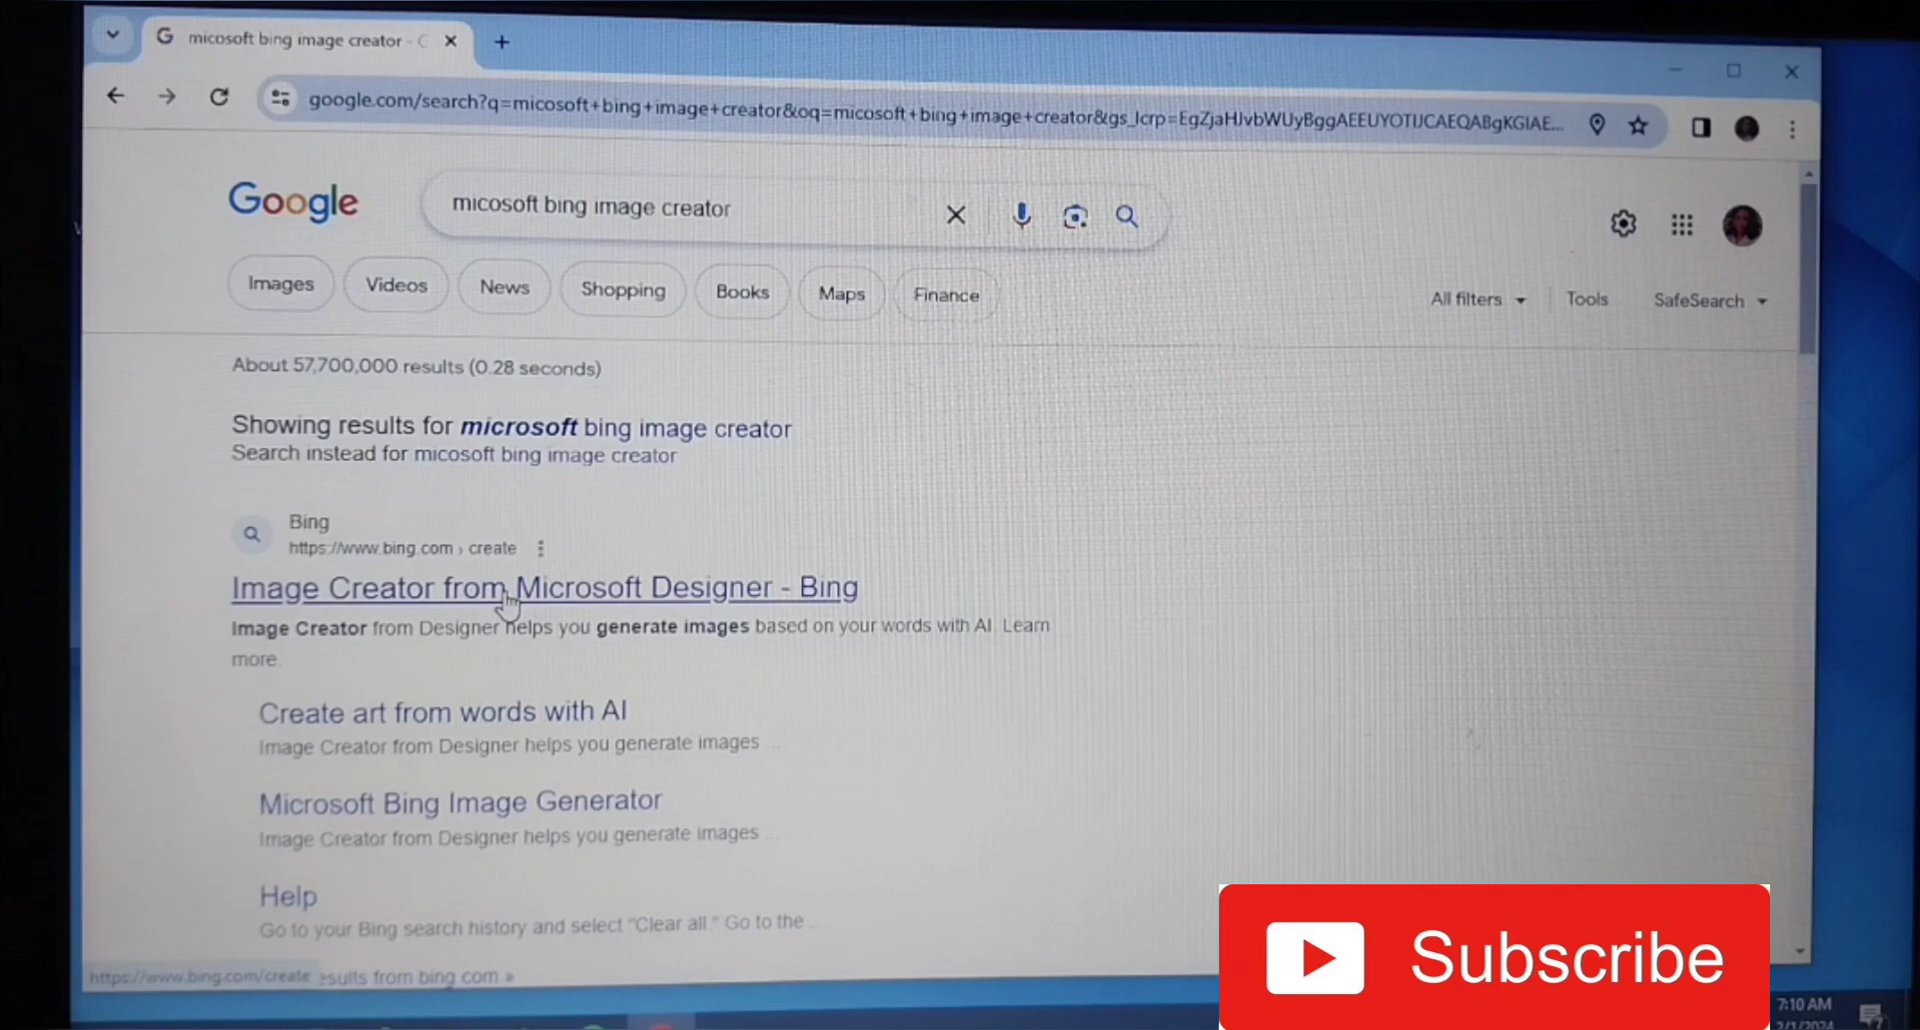 micosoft bing image creator - G
google.com/search?q=micosoft+bing+image+creator&oq=micosoft+bing+image+creator&gs_lcrp=EgZjaHJvbWUyBggAEEUYOTIJCAEQABgKGIAE...
Google
micosoft bing image creator
Images Videos News Shopping Books Maps Finance
All filters Tools SafeSearch
About 57,700,000 results (0.28 seconds)
Showing results for microsoft bing image creator
Search instead for micosoft bing image creator
Bing
https://www.bing.com › create
Image Creator from Microsoft Designer - Bing
Image Creator from Designer helps you generate images based on your words with AI. Learn
more.
Create art from words with AI
Image Creator from Designer helps you generate images ...
Microsoft Bing Image Generator
Image Creator from Designer helps you generate images ...
Help
Go to your Bing search history and select "Clear all." Go to the ...
https://www.bing.com/create esults from bing.com »
Subscribe
7:10 AM
2/1/2024